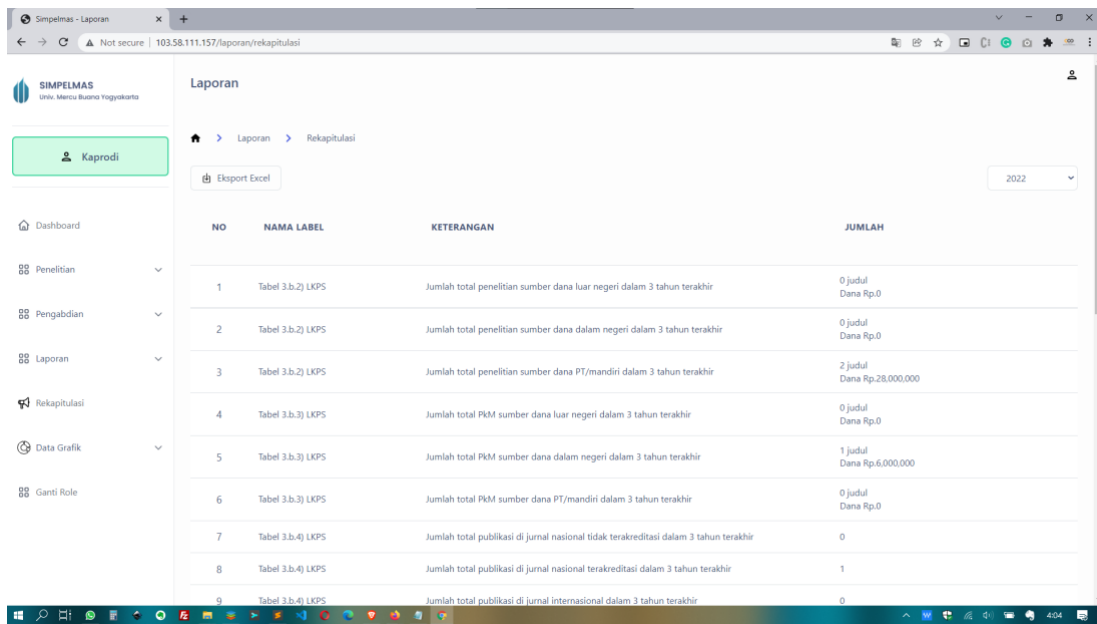 Simpelmas - Laporan
Not secure | 103.58.111.157/laporan/rekapitulasi
SIMPELMAS
Univ. Mercu Buana Yogyakarta
Laporan
Kaprodi
Laporan > Rekapitulasi
Eksport Excel
2022
Dashboard
Penelitian
Pengabdian
Laporan
Rekapitulasi
Data Grafik
Ganti Role
NO NAMA LABEL KETERANGAN JUMLAH
1 Tabel 3.b.2) LKPS Jumlah total penelitian sumber dana luar negeri dalam 3 tahun terakhir 0 judul
Dana Rp.0
2 Tabel 3.b.2) LKPS Jumlah total penelitian sumber dana dalam negeri dalam 3 tahun terakhir 0 judul
Dana Rp.0
3 Tabel 3.b.2) LKPS Jumlah total penelitian sumber dana PT/mandiri dalam 3 tahun terakhir 2 judul
Dana Rp.28,000,000
4 Tabel 3.b.3) LKPS Jumlah total PkM sumber dana luar negeri dalam 3 tahun terakhir 0 judul
Dana Rp.0
5 Tabel 3.b.3) LKPS Jumlah total PkM sumber dana dalam negeri dalam 3 tahun terakhir 1 judul
Dana Rp.6,000,000
6 Tabel 3.b.3) LKPS Jumlah total PkM sumber dana PT/mandiri dalam 3 tahun terakhir 0 judul
Dana Rp.0
7 Tabel 3.b.4) LKPS Jumlah total publikasi di jurnal nasional tidak terakreditasi dalam 3 tahun terakhir 0
8 Tabel 3.b.4) LKPS Jumlah total publikasi di jurnal nasional terakreditasi dalam 3 tahun terakhir 1
9 Tabel 3.b.4) LKPS Jumlah total publikasi di jurnal internasional dalam 3 tahun terakhir 0
4:04